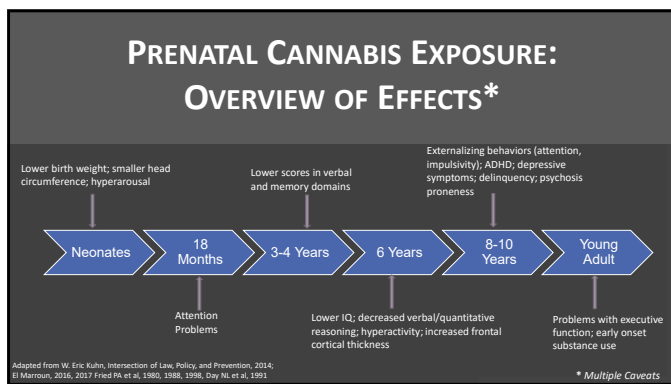 PRENATAL CANNABIS EXPOSURE:
OVERVIEW OF EFFECTS*
Lower birth weight; smaller head
circumference; hyperarousal
Lower scores in verbal
and memory domains
Externalizing behaviors (attention,
impulsivity); ADHD; depressive
symptoms; delinquency; psychosis
proneness
Neonates
18
Months
3-4 Years
6 Years
8-10
Years
Young
Adult
Attention
Problems
Lower IQ; decreased verbal/quantitative
reasoning; hyperactivity; increased frontal
cortical thickness
Problems with executive
function; early onset
substance use
Adapted from W. Eric Kuhn, Intersection of Law, Policy, and Prevention, 2014;
El Marroun, 2016, 2017 Fried PA et al, 1980, 1988, 1998, Day NL et al, 1991
* Multiple Caveats